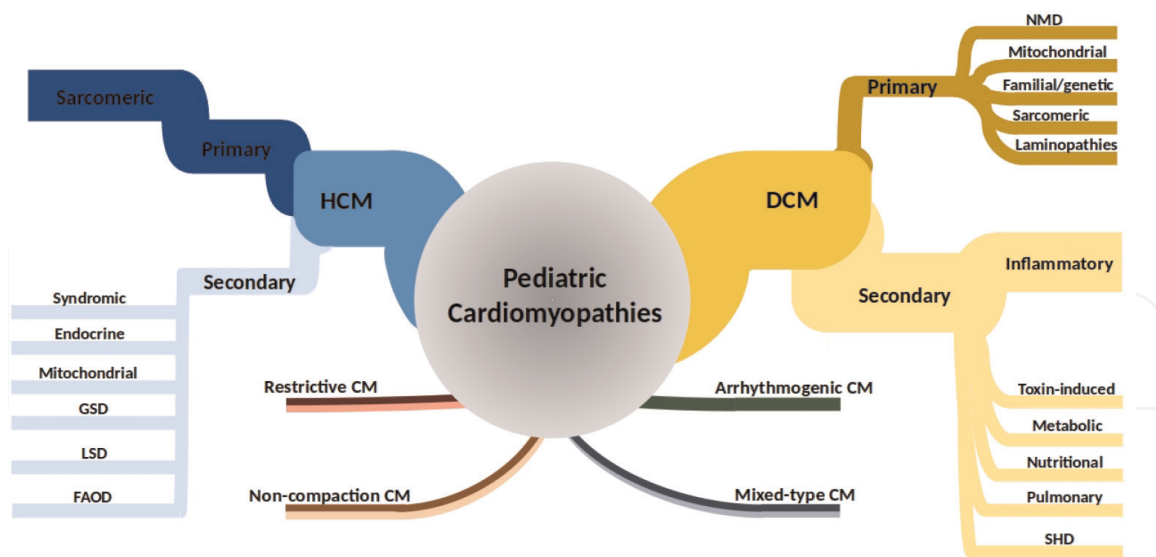 Sarcomeric
Primary
HCM
Secondary
Syndromic
Endocrine
Mitochondrial
GSD
LSD
FAOD
Pediatric
Cardiomyopathies
Restrictive CM
Non-compaction CM
Arrhythmogenic CM
Mixed-type CM
DCM
Primary
NMD
Mitochondrial
Familial/genetic
Sarcomeric
Laminopathies
Secondary
Inflammatory
Toxin-induced
Metabolic
Nutritional
Pulmonary
SHD